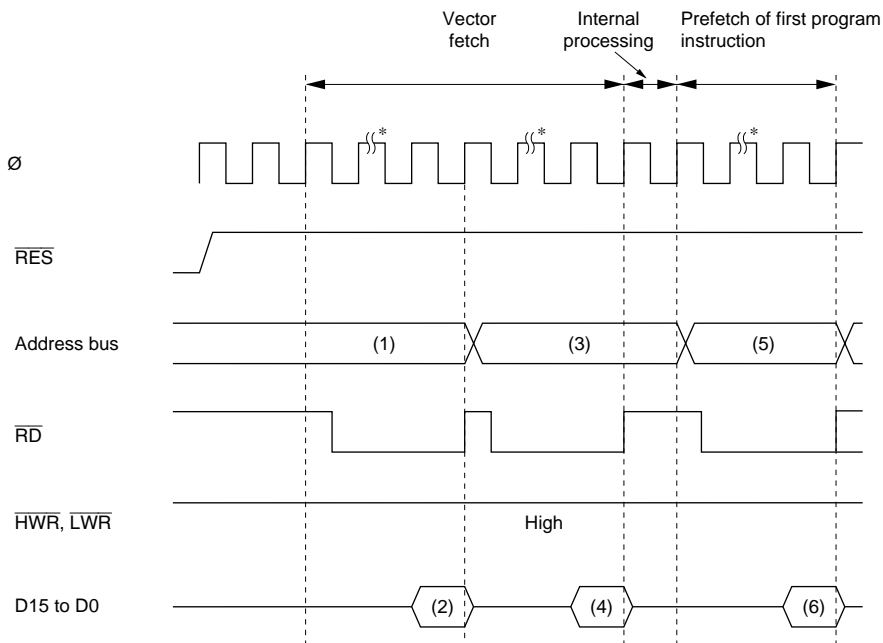 Vector
fetch
Internal
processing
Prefetch of first program
instruction
* * *
Ø
RES
Address bus (1) (3) (5)
RD
HWR, LWR High
D15 to D0 (2) (4) (6)